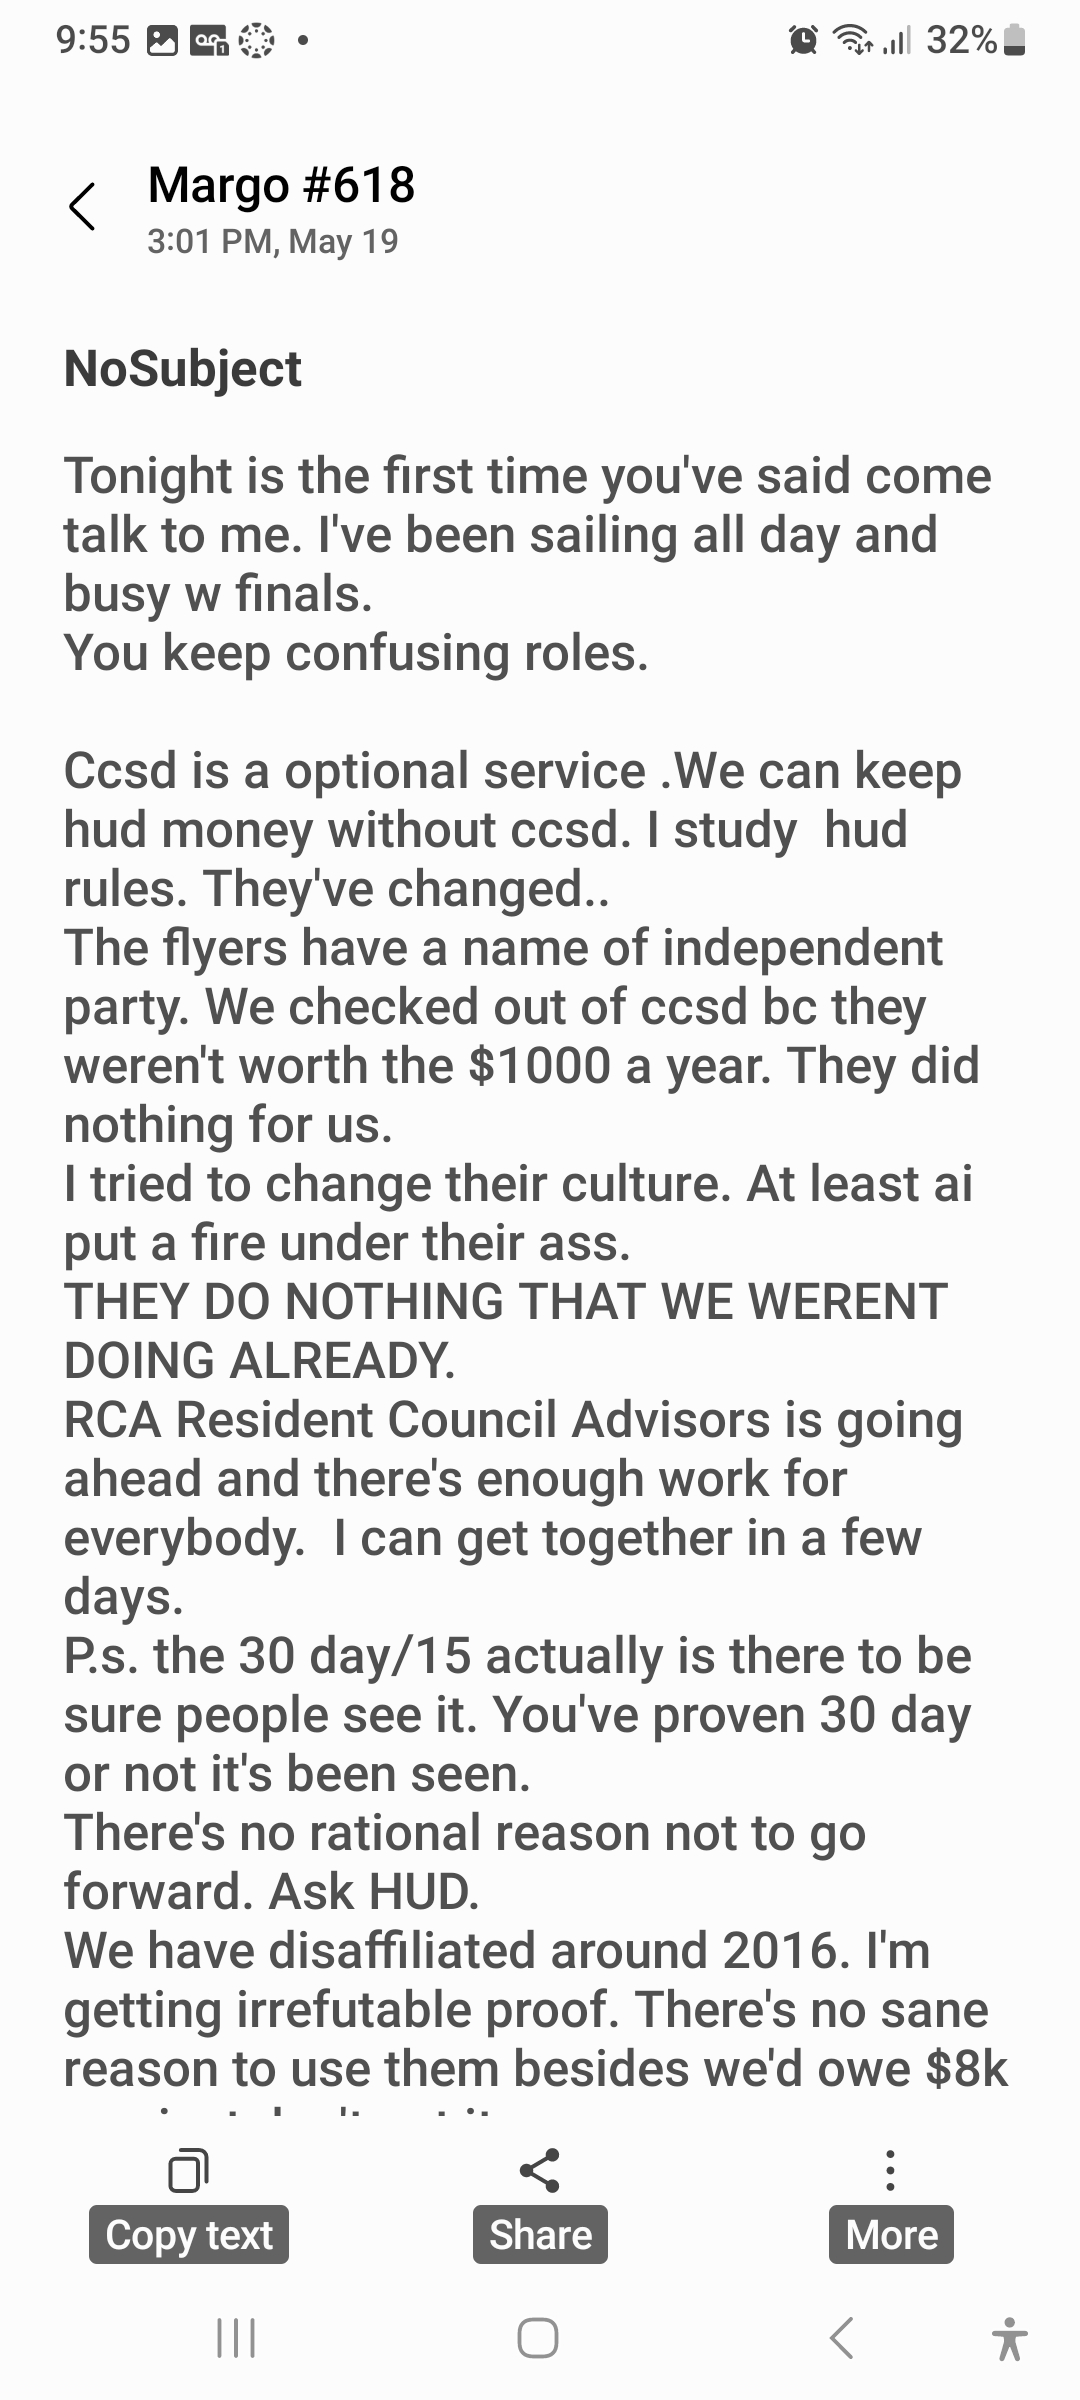 9:55
32%
Margo #618
3:01 PM, May 19
NoSubject
Tonight is the first time you've said come
talk to me. I've been sailing all day and
busy w finals.
You keep confusing roles.
Ccsd is a optional service .We can keep
hud money without ccsd. I study  hud
rules. They've changed..
The flyers have a name of independent
party. We checked out of ccsd bc they
weren't worth the $1000 a year. They did
nothing for us.
I tried to change their culture. At least ai
put a fire under their ass.
THEY DO NOTHING THAT WE WERENT
DOING ALREADY.
RCA Resident Council Advisors is going
ahead and there's enough work for
everybody.  I can get together in a few
days.
P.s. the 30 day/15 actually is there to be
sure people see it. You've proven 30 day
or not it's been seen.
There's no rational reason not to go
forward. Ask HUD.
We have disaffiliated around 2016. I'm
getting irrefutable proof. There's no sane
reason to use them besides we'd owe $8k
Copy text
Share
More